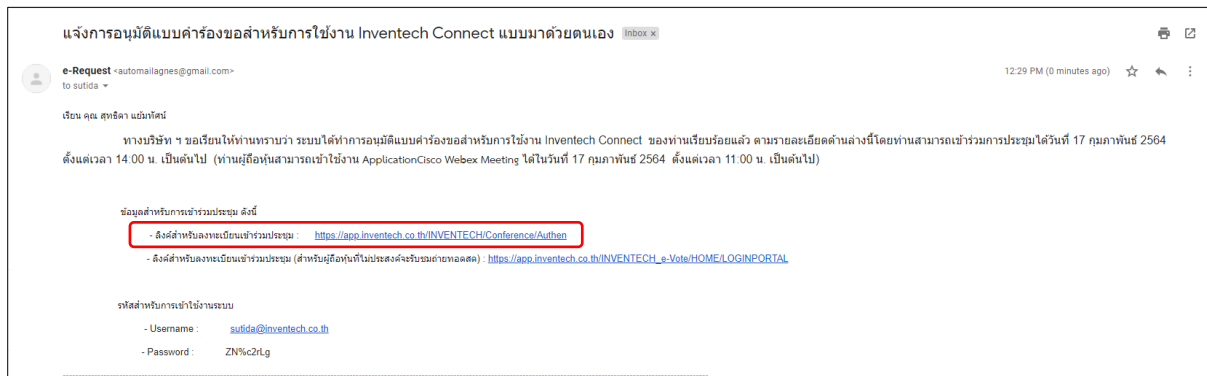 แจ้งการอนุมัติแบบคำร้องขอสำหรับการใช้งาน Inventech Connect แบบมาด้วยตนเอง Inbox x
e-Request <automailagnes@gmail.com>
12:29 PM (0 minutes ago)
to sutida
เรียน คุณ สุทธิดา แย้มทัศน์
ทางบริษัท ฯ ขอเรียนให้ท่านทราบว่า ระบบได้ทำการอนุมัติแบบคำร้องขอสำหรับการใช้งาน Inventech Connect ของท่านเรียบร้อยแล้ว ตามรายละเอียดด้านล่างนี้โดยท่านสามารถเข้าร่วมการประชุมได้วันที่ 17 กุมภาพันธ์ 2564
ตั้งแต่เวลา 14:00 น. เป็นต้นไป (ท่านผู้ถือหุ้นสามารถเข้าใช้งาน ApplicationCisco Webex Meeting ได้ในวันที่ 17 กุมภาพันธ์ 2564 ตั้งแต่เวลา 11:00 น. เป็นต้นไป)
ข้อมูลสำหรับการเข้าร่วมประชุม ดังนี้
- ลิงค์สำหรับลงทะเบียนเข้าร่วมประชุม : https://app.inventech.co.th/INVENTECH/Conference/Authen
- ลิงค์สำหรับลงทะเบียนเข้าร่วมประชุม (สำหรับผู้ถือหุ้นที่ไม่ประสงค์จะรับชมถ่ายทอดสด) : https://app.inventech.co.th/INVENTECH_e-Vote/HOME/LOGINPORTAL
รหัสสำหรับการเข้าใช้งานระบบ
- Username : sutida@inventech.co.th
- Password : ZN%c2rLg